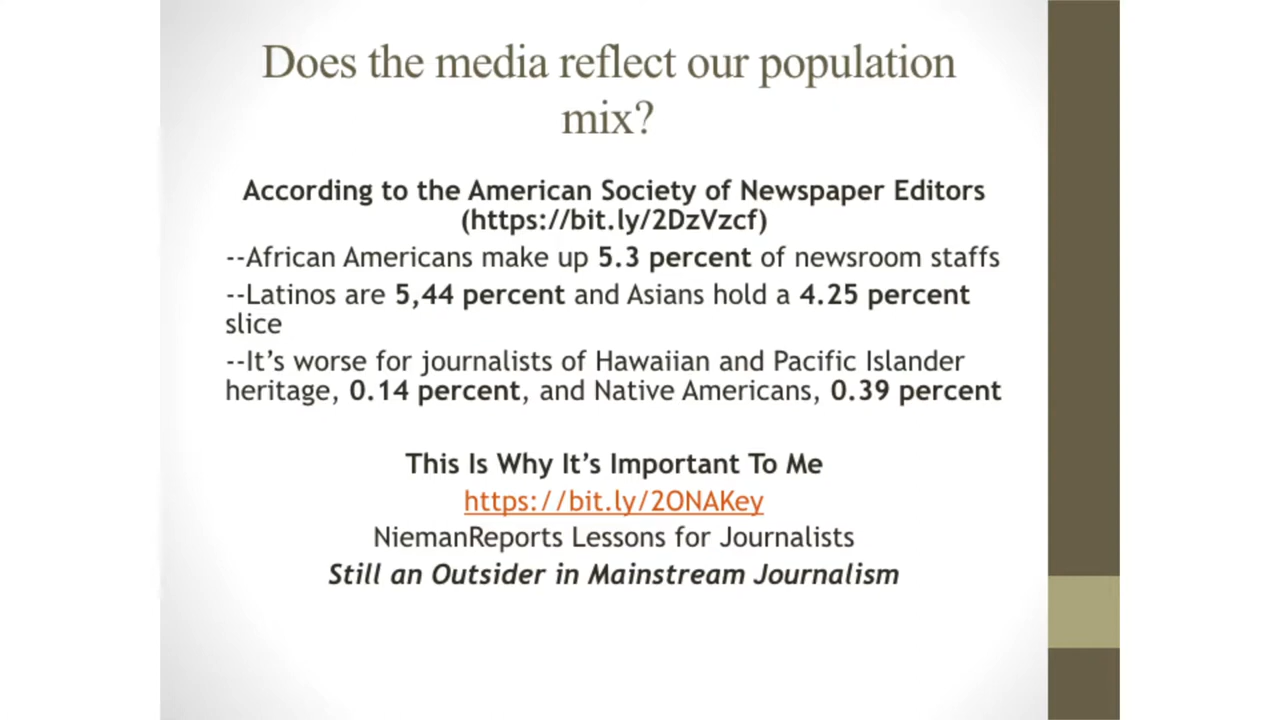 Does the media reflect our population
mix?
According to the American Society of Newspaper Editors
(https://bit.ly/2DzVzcf)
--African Americans make up 5.3 percent of newsroom staffs
--Latinos are 5,44 percent and Asians hold a 4.25 percent
slice
--It’s worse for journalists of Hawaiian and Pacific Islander
heritage, 0.14 percent, and Native Americans, 0.39 percent
This Is Why It’s Important To Me
https://bit.ly/2ONAKey
NiemanReports Lessons for Journalists
Still an Outsider in Mainstream Journalism